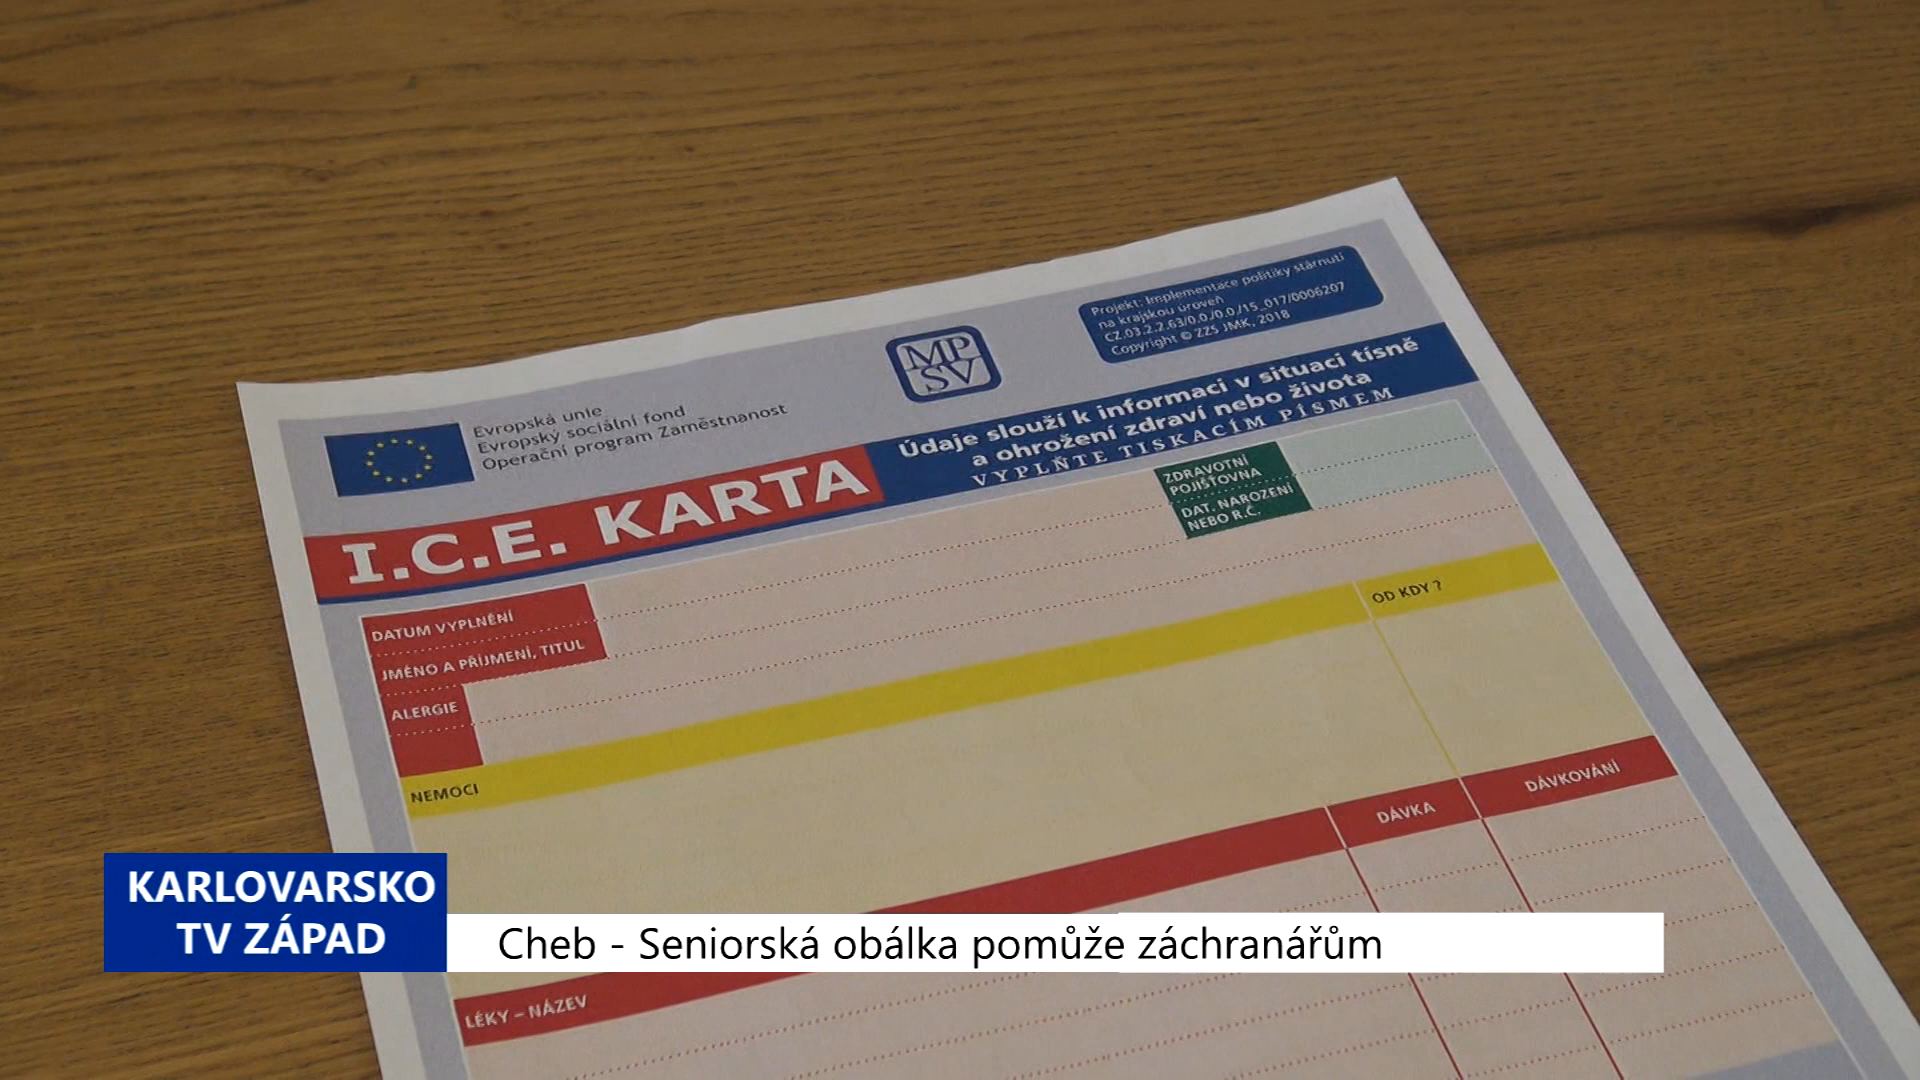 Projekt: Implementace politiky stárnutí
na krajskou úroveň
CZ.03.2.2.63/0.0./0.0./15_017/0006207
Copyright © ZZS JMK, 2018
MP
SV
Evropská unie
Evropský sociální fond
Operační program Zaměstnanost
Údaje slouží k informaci v situaci tísně
a ohrožení zdraví nebo života
VYPLŇTE TISKACÍM PÍSMEM
I.C.E. KARTA
ZDRAVOTNÍ
POJIŠŤOVNA
DAT. NAROZENÍ
NEBO R.Č.
DATUM VYPLNĚNÍ
JMÉNO A PŘÍJMENÍ, TITUL
ALERGIE
NEMOCI
OD KDY ?
LÉKY – NÁZEV
DÁVKA
DÁVKOVÁNÍ
KARLOVARSKO
TV ZÁPAD
Cheb - Seniorská obálka pomůže záchranářům